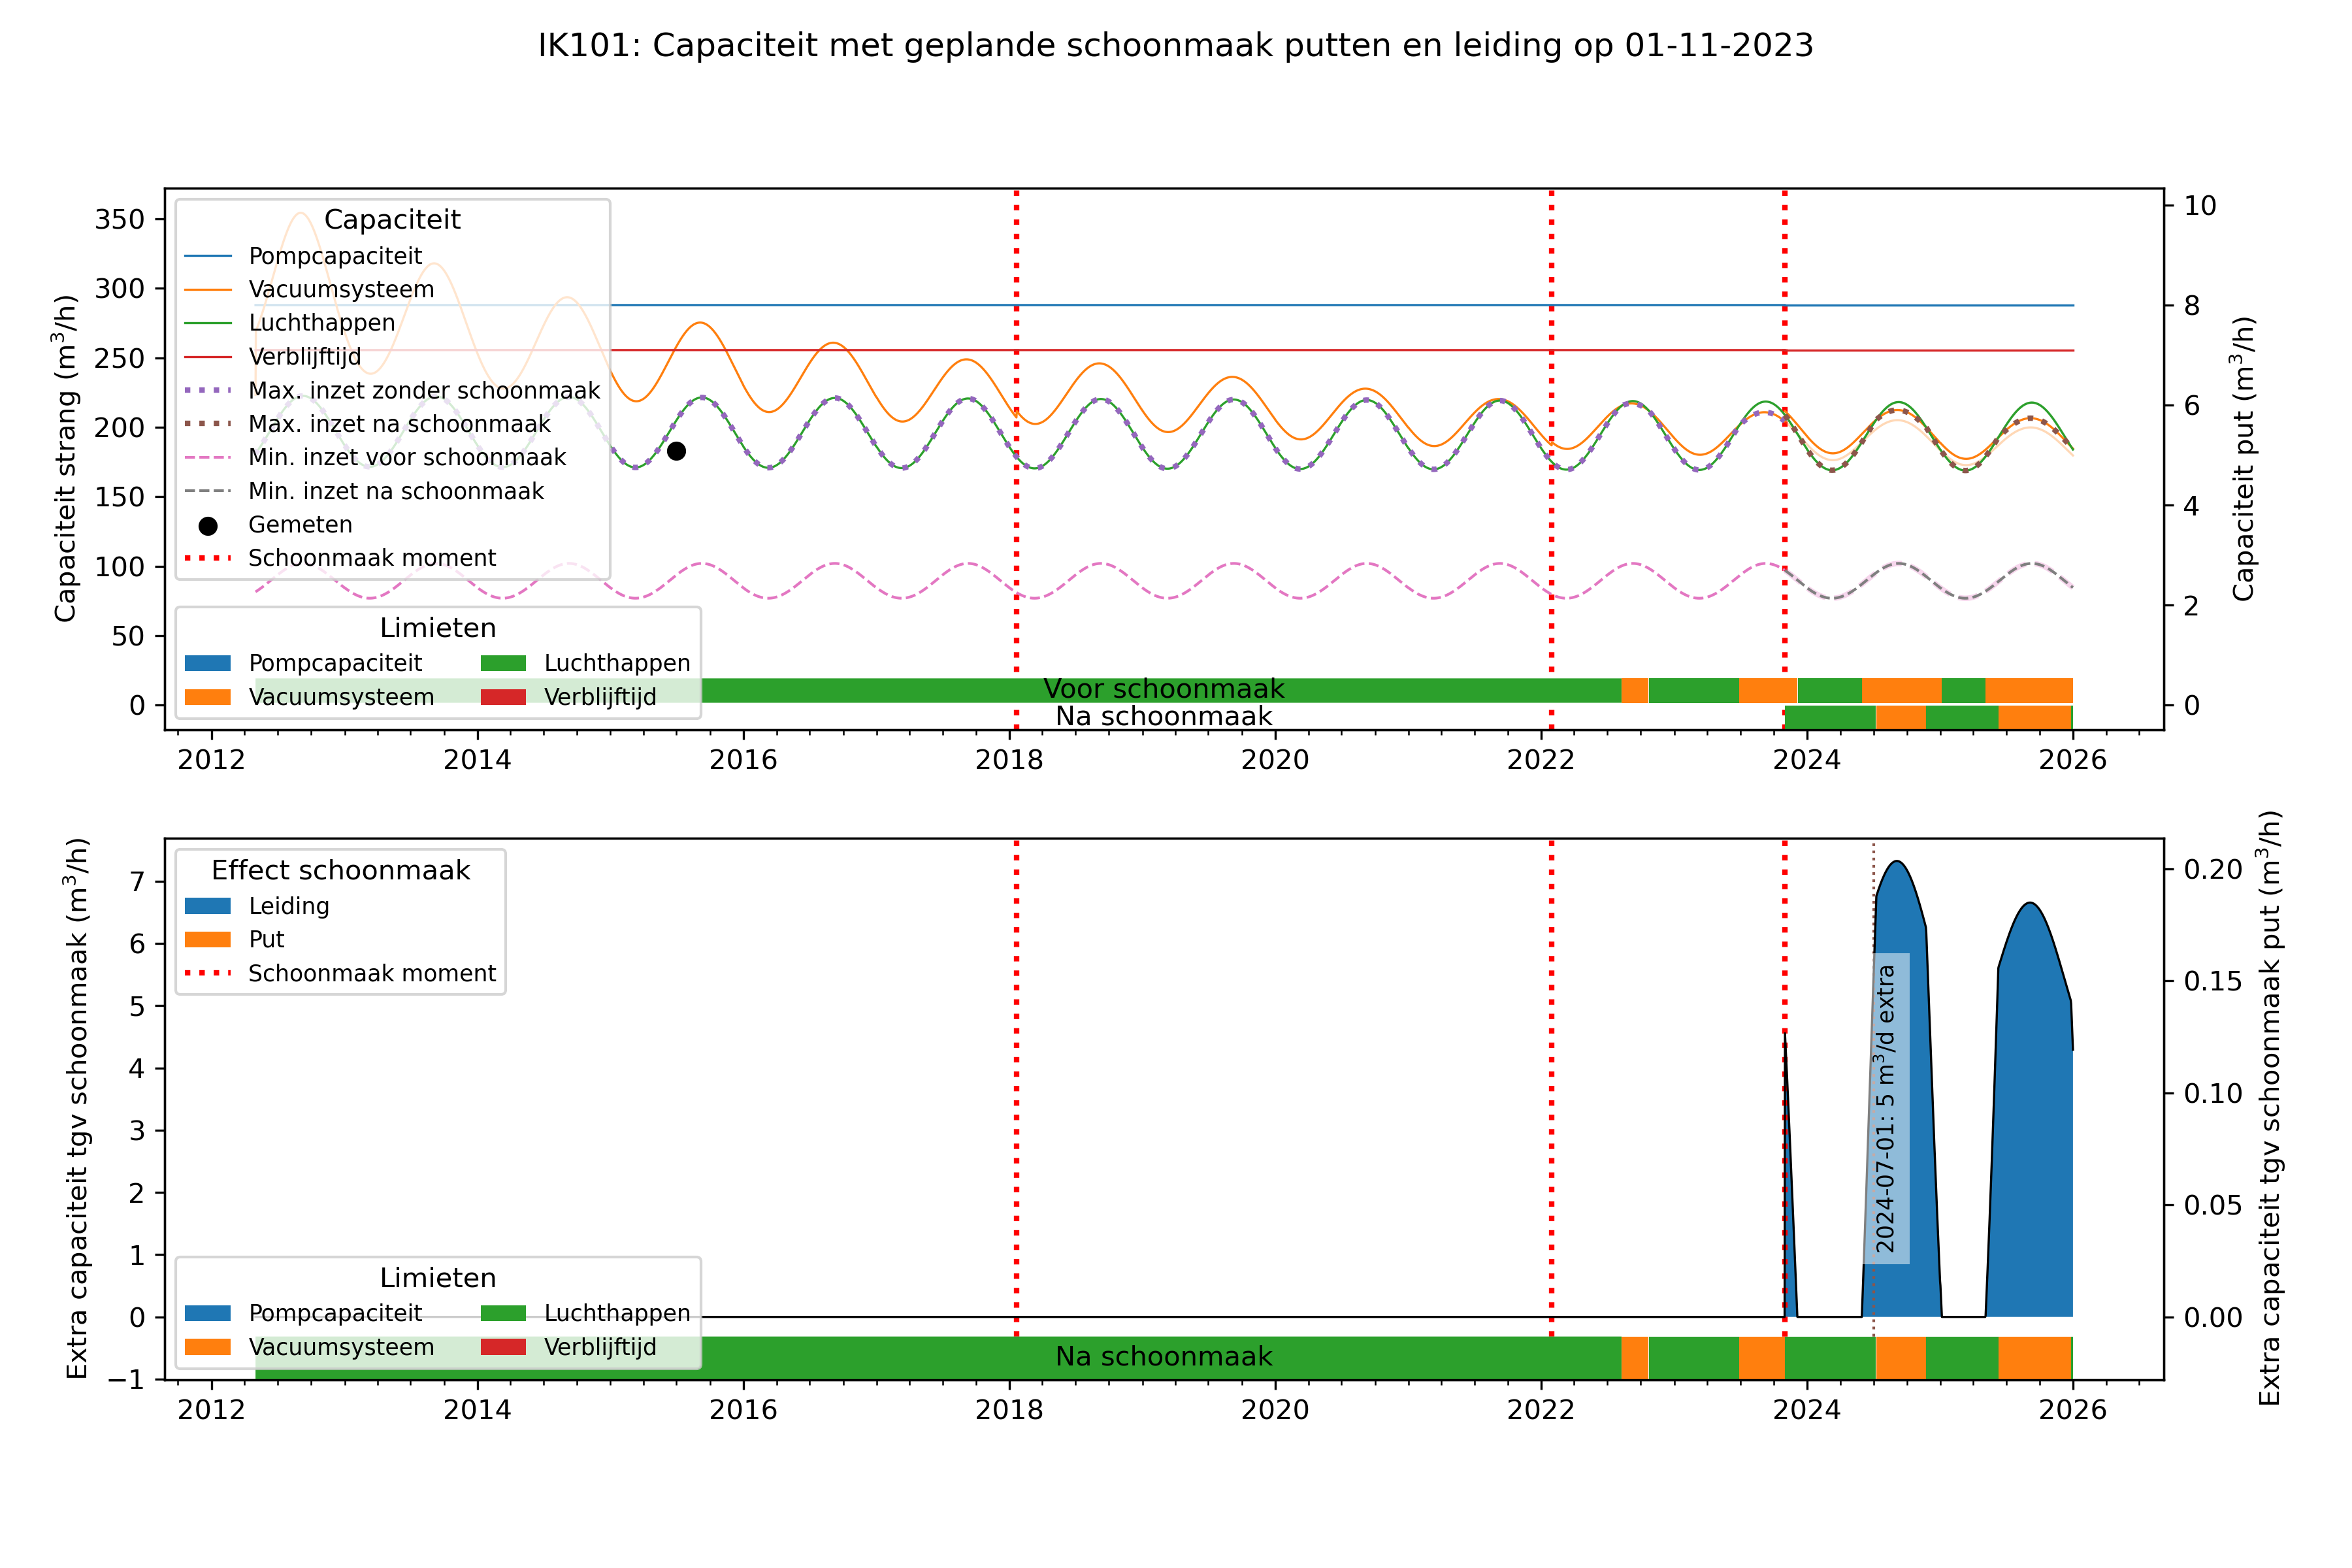 IK101: Capaciteit met geplande schoonmaak putten en leiding op 01-11-2023
Capaciteit strang (m³/h)
350
300
250
200
150
100
50
0
Capaciteit
Pompcapaciteit
Vacuumsysteem
Luchthappen
Verblijftijd
Max. inzet zonder schoonmaak
Max. inzet na schoonmaak
Min. inzet voor schoonmaak
Min. inzet na schoonmaak
Gemeten
Schoonmaak moment
Limieten
Pompcapaciteit
Vacuumsysteem
Luchthappen
Verblijftijd
Voor schoonmaak
Na schoonmaak
10
8
6
4
2
0
Capaciteit put (m³/h)
2012 2014 2016 2018 2020 2022 2024 2026
Extra capaciteit tgv schoonmaak (m³/h)
7
6
5
4
3
2
1
0
−1
Effect schoonmaak
Leiding
Put
Schoonmaak moment
Limieten
Pompcapaciteit
Vacuumsysteem
Luchthappen
Verblijftijd
Na schoonmaak
2024-07-01: 5 m³/d extra
0.20
0.15
0.10
0.05
0.00
Extra capaciteit tgv schoonmaak put (m³/h)
2012 2014 2016 2018 2020 2022 2024 2026